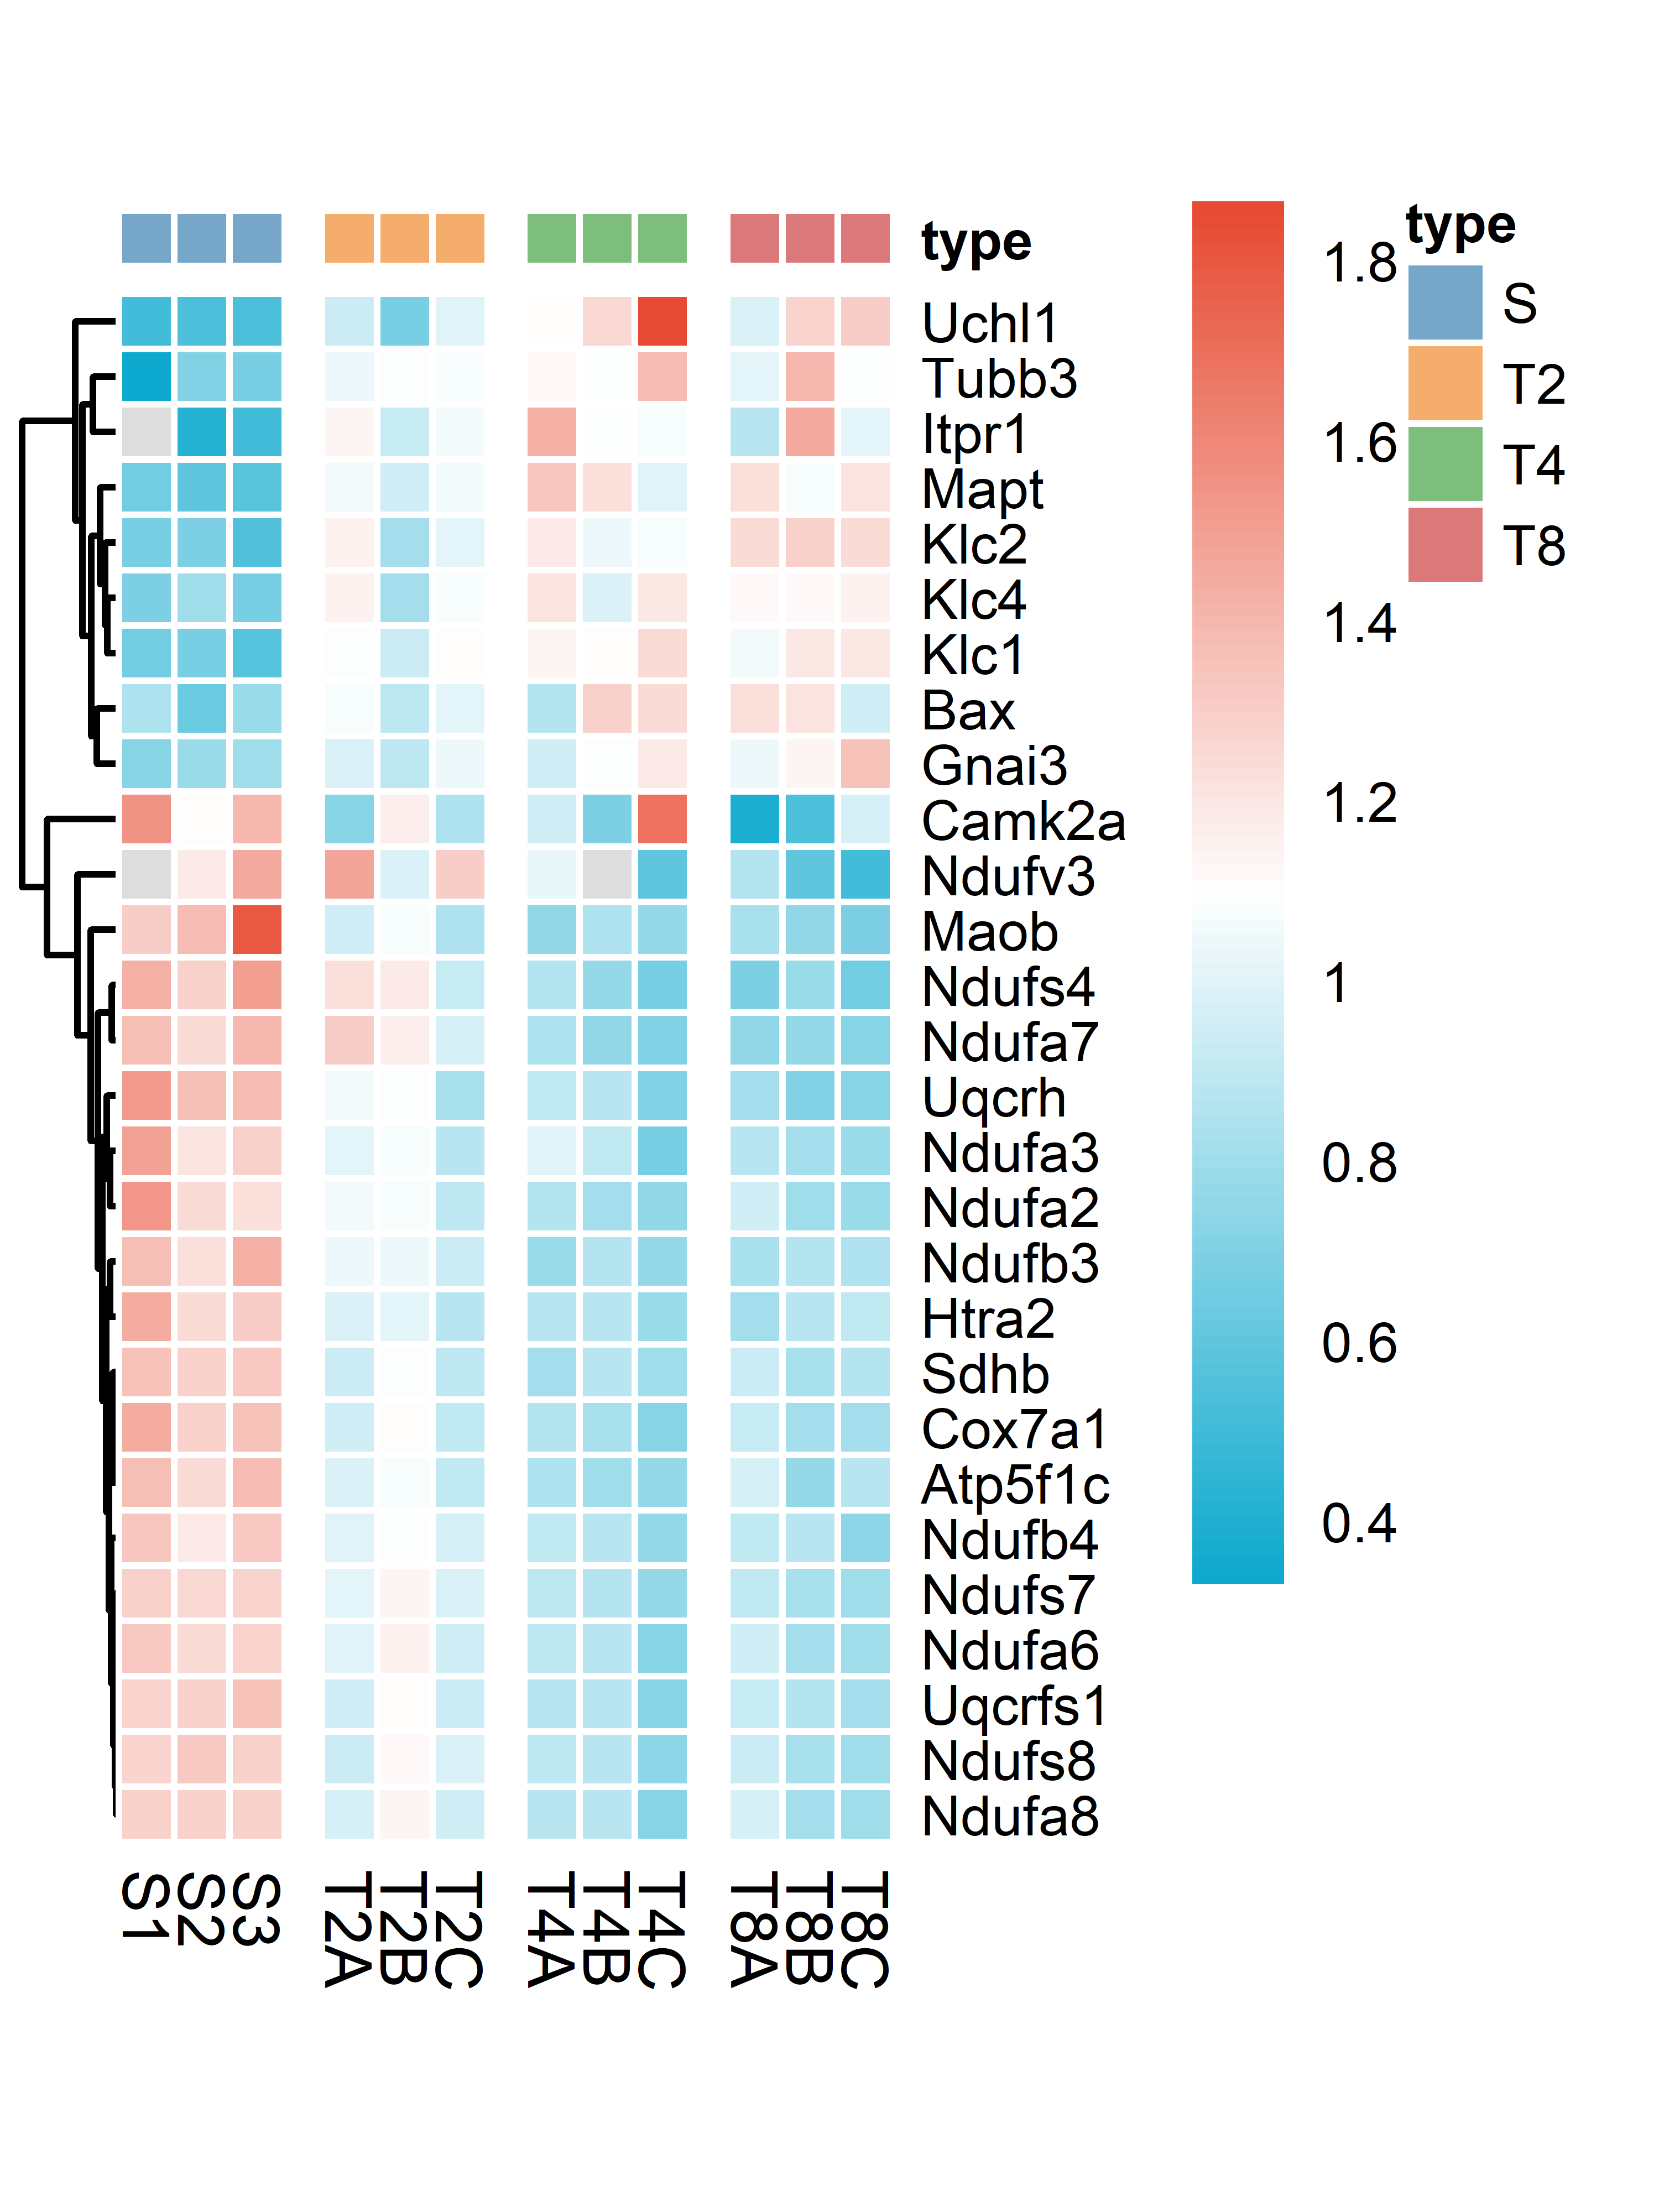 type
Uchl1
Tubb3
Itpr1
Mapt
Klc2
Klc4
Klc1
Bax
Gnai3
Camk2a
Ndufv3
Maob
Ndufs4
Ndufa7
Uqcrh
Ndufa3
Ndufa2
Ndufb3
Htra2
Sdhb
Cox7a1
Atp5f1c
Ndufb4
Ndufs7
Ndufa6
Uqcrfs1
Ndufs8
Ndufa8
S1
S2
S3
T2A
T2B
T2C
T4A
T4B
T4C
T8A
T8B
T8C
1.8
1.6
1.4
1.2
1
0.8
0.6
0.4
type
S
T2
T4
T8